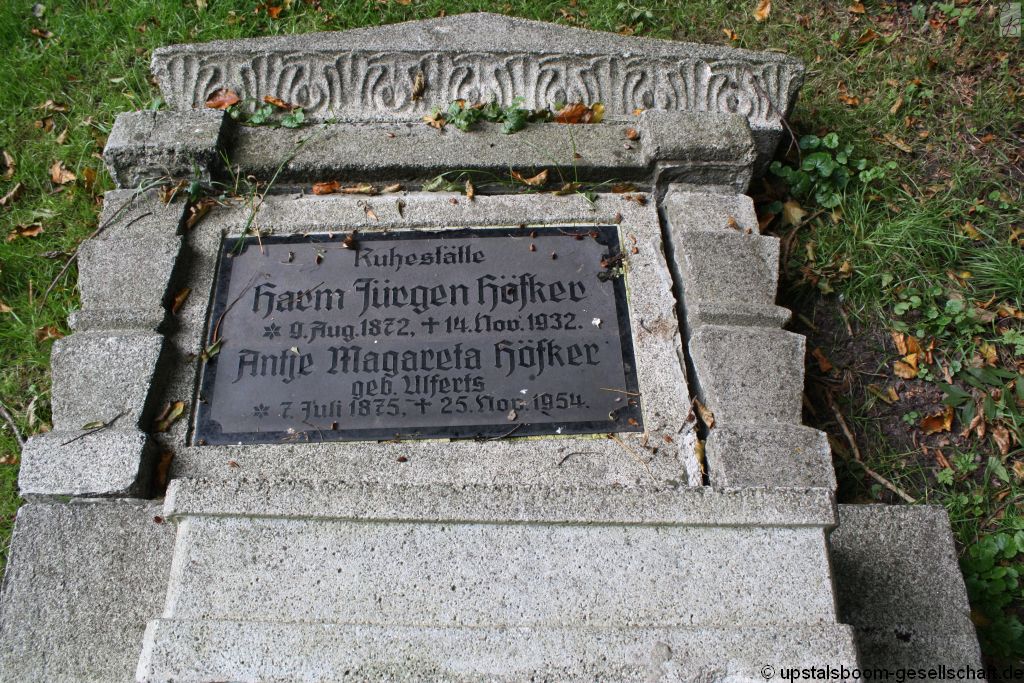 Ruhestätte
Harm Jürgen Höfker
* 9. Aug. 1872, + 14. Nov. 1932.
Antje Magareta Höfker
geb. Ulferts
* 7. Juli 1875, + 25. Nov. 1954.
© upstalsboom-gesellschaft.de